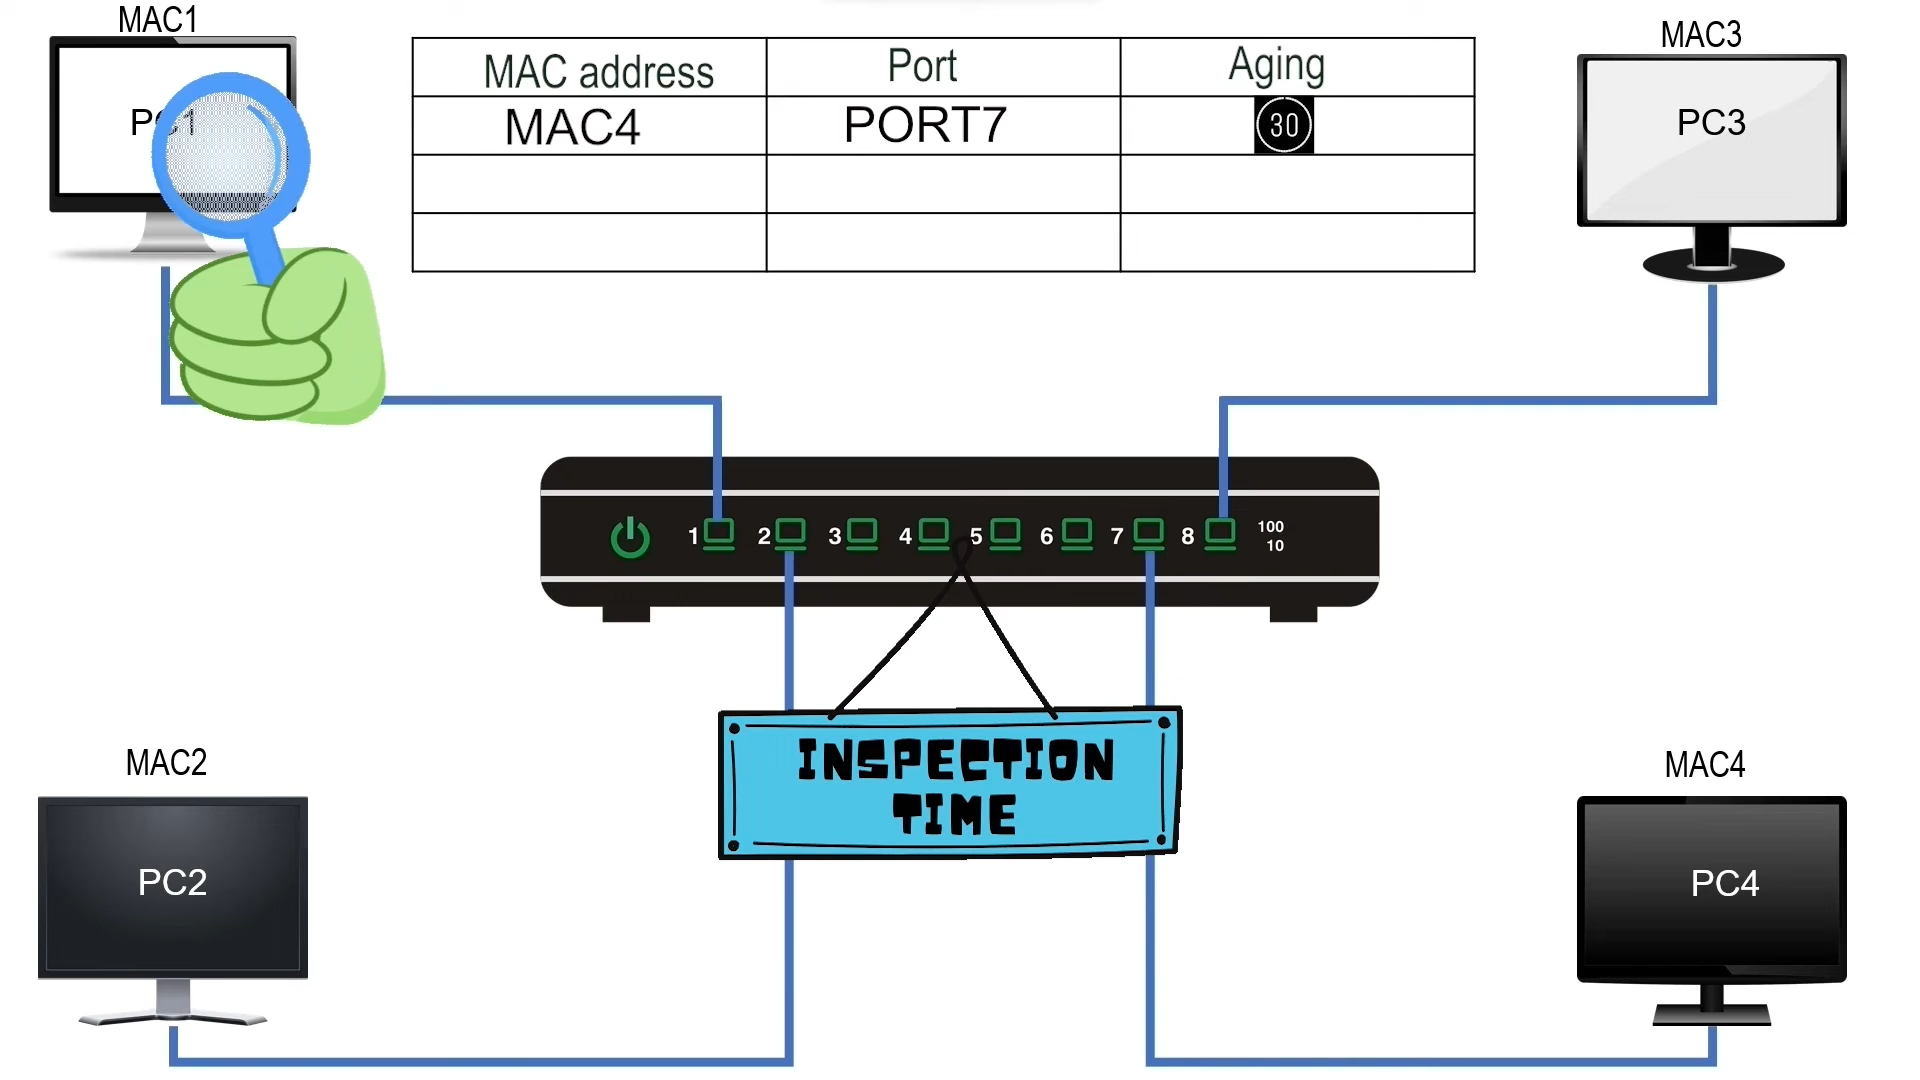 MAC1
MAC3
MAC address Port Aging
MAC4 PORT7 30
PC1
PC3
1 2 3 4 5 6 7 8 100
10
INSPECTION
TIME
MAC2
MAC4
PC2
PC4